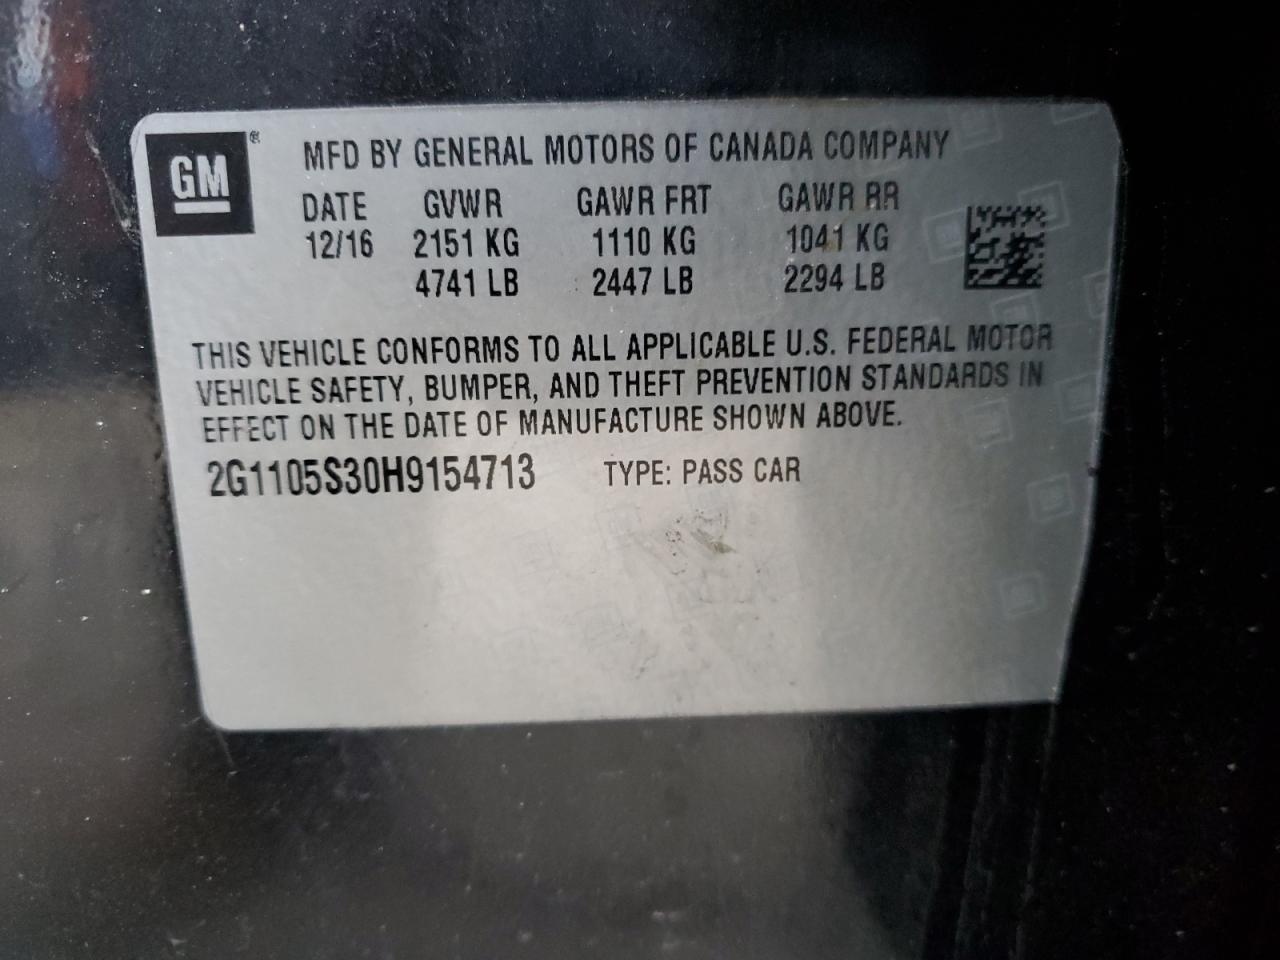 GM ®
MFD BY GENERAL MOTORS OF CANADA COMPANY
DATE GVWR GAWR FRT GAWR RR
12/16 2151 KG 1110 KG 1041 KG
4741 LB 2447 LB 2294 LB
THIS VEHICLE CONFORMS TO ALL APPLICABLE U.S. FEDERAL MOTOR
VEHICLE SAFETY, BUMPER, AND THEFT PREVENTION STANDARDS IN
EFFECT ON THE DATE OF MANUFACTURE SHOWN ABOVE.
2G1105S30H9154713 TYPE: PASS CAR